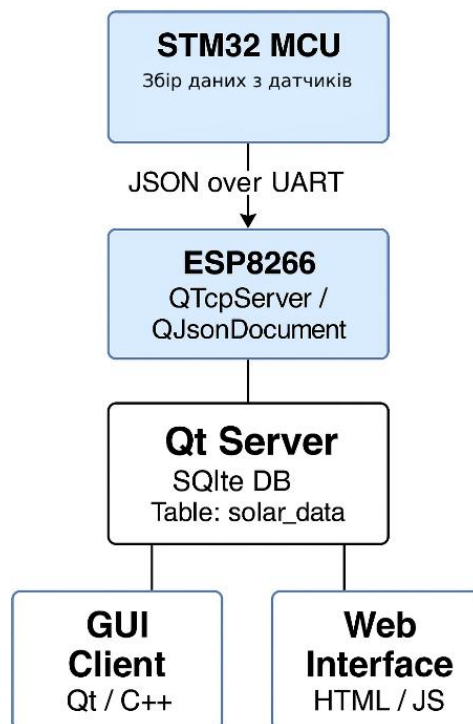 STM32 MCU
Збір даних з датчиків
JSON over UART
ESP8266
QTcpServer /
QJsonDocument
Qt Server
SQlte DB
Table: solar_data
GUI
Client
Qt / C++
Web
Interface
HTML / JS